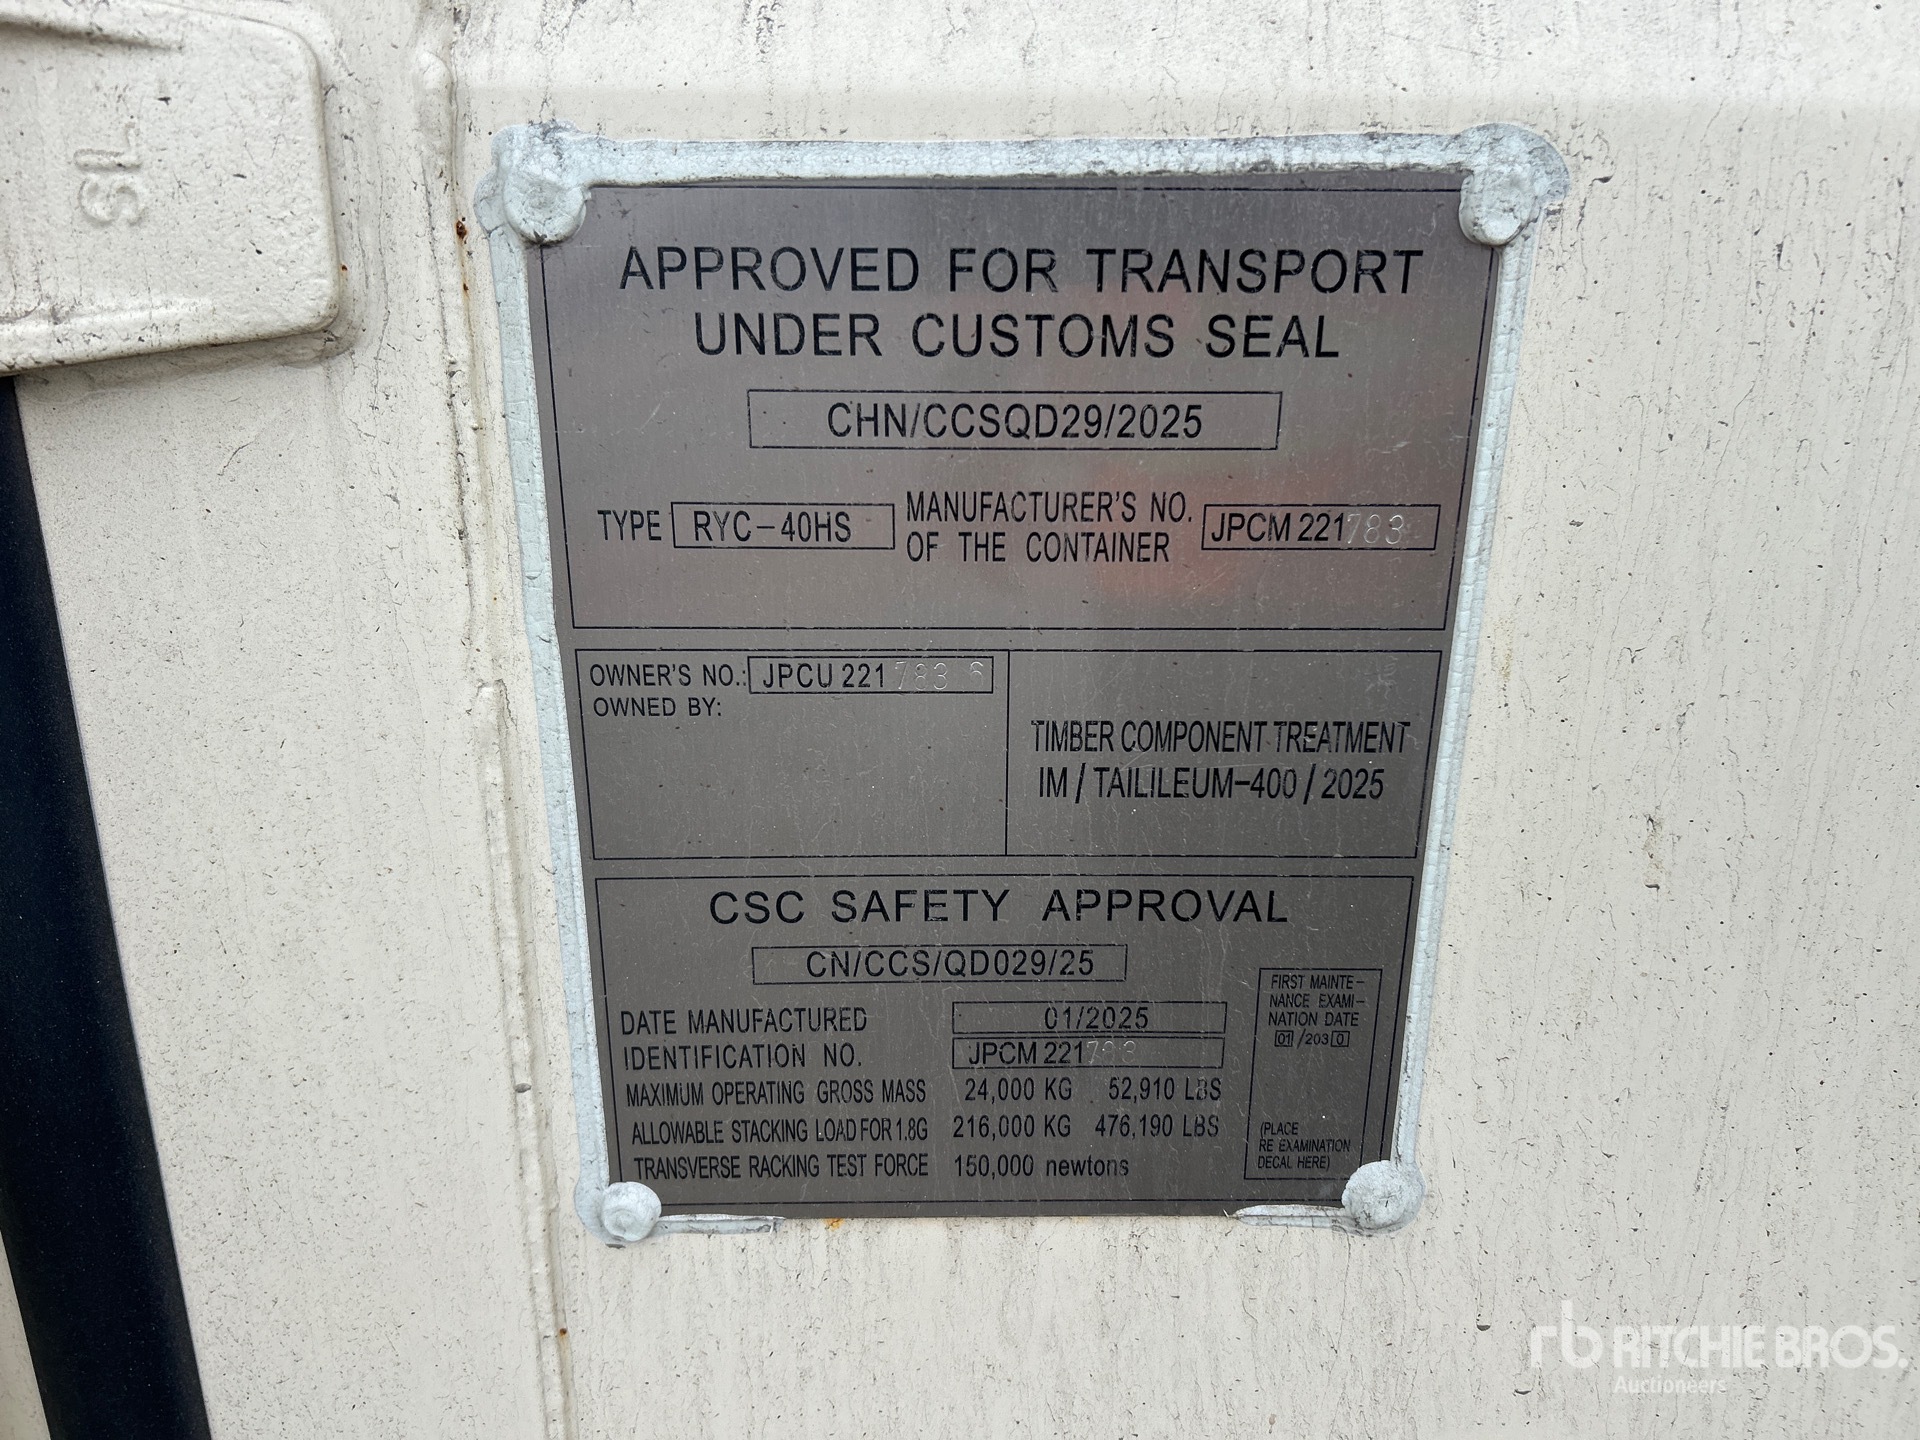 SL
APPROVED FOR TRANSPORT
UNDER CUSTOMS SEAL
CHN/CCSQD29/2025
TYPE RYC-40HS MANUFACTURER'S NO. OF THE CONTAINER JPCM 221783
OWNER'S NO.: JPCU 221 783 6
OWNED BY:
TIMBER COMPONENT TREATMENT
IM / TAILILEUM-400 / 2025
CSC SAFETY APPROVAL
CN/CCS/QD029/25
DATE MANUFACTURED 01/2025
IDENTIFICATION NO. JPCM 221783
MAXIMUM OPERATING GROSS MASS 24,000 KG 52,910 LBS
ALLOWABLE STACKING LOAD FOR 1.8G 216,000 KG 476,190 LBS
TRANSVERSE RACKING TEST FORCE 150,000 newtons
FIRST MAINTE-
NANCE EXAMI-
NATION DATE
01/2030
(PLACE
RE EXAMINATION
DECAL HERE)
rb RITCHIE BROS.
Auctioneers